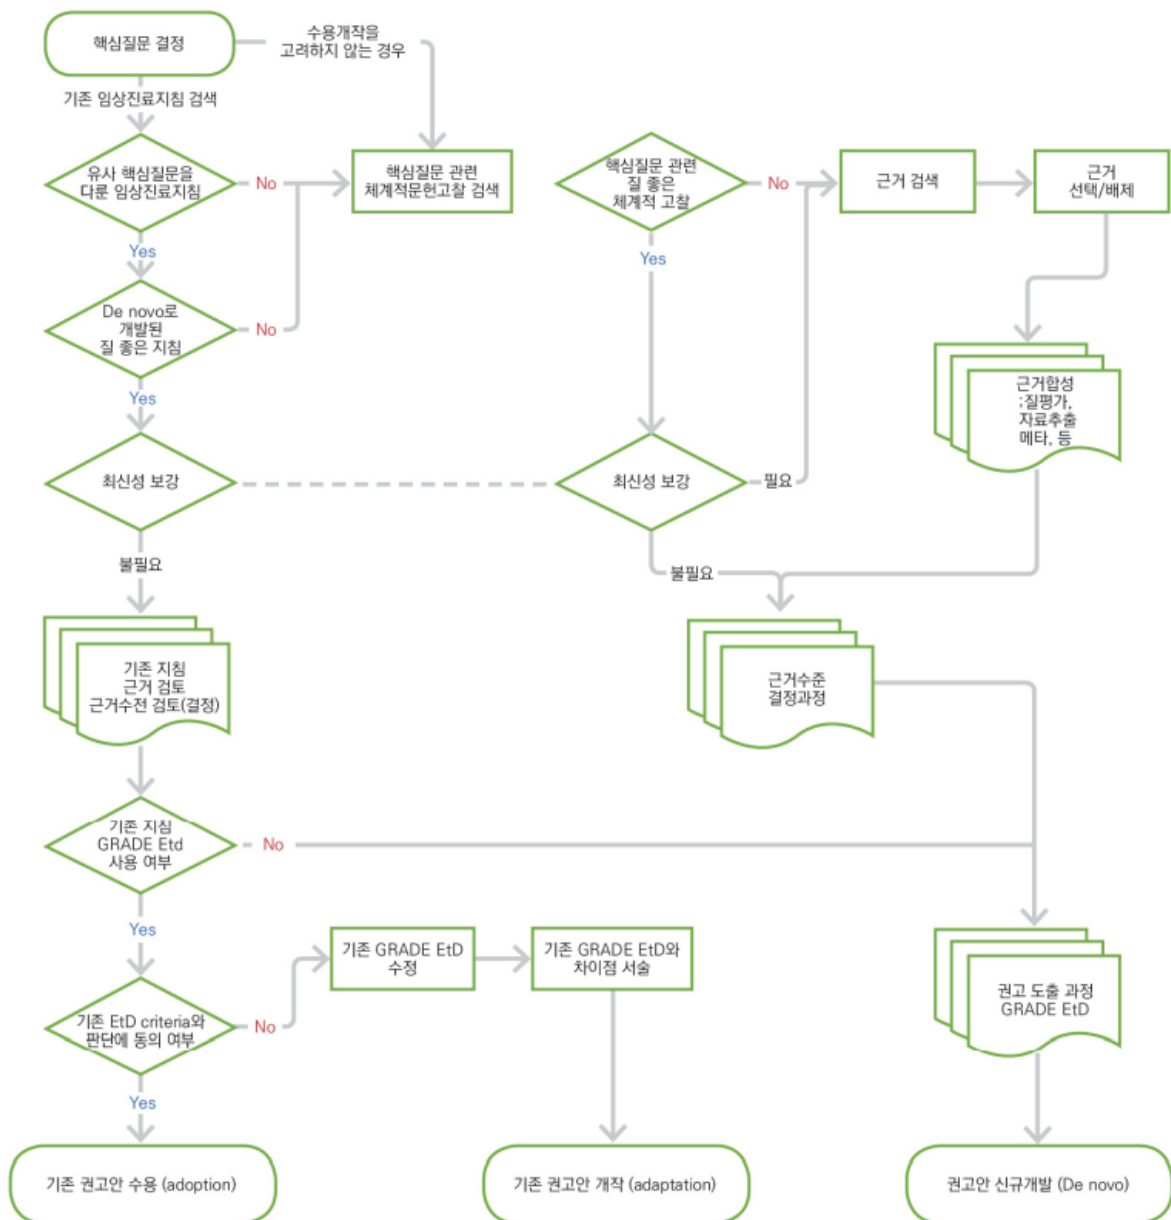 핵심질문 결정
수용개작을
고려하지 않는 경우
기존 임상진료지침 검색
유사 핵심질문을
다룬 임상진료지침
No
핵심질문 관련
체계적문헌고찰 검색
핵심질문 관련
질 좋은
체계적 고찰
No
근거 검색
근거
선택/배제
Yes
Yes
De novo로
개발된
질 좋은 지침
No
Yes
근거합성
;질평가,
자료추출
메타, 등
최신성 보강
최신성 보강
필요
불필요
불필요
기존 지침
근거 검토
근거수전 검토(결정)
근거수준
결정과정
기존 지침
GRADE Etd
사용 여부
No
Yes
기존 GRADE EtD
수정
기존 GRADE EtD와
차이점 서술
권고 도출 과정
GRADE EtD
기존 EtD criteria와
판단에 동의 여부
No
Yes
기존 권고안 수용 (adoption)
기존 권고안 개작 (adaptation)
권고안 신규개발 (De novo)